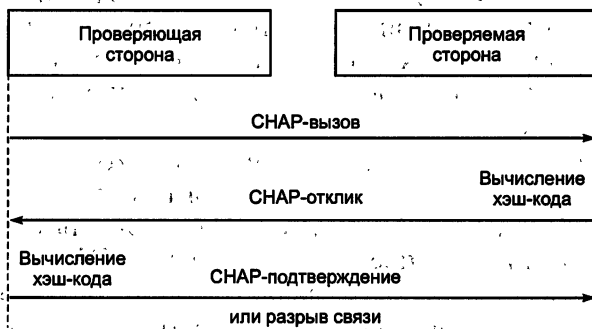 Проверяющая
сторона
Проверяемая
сторона
CHAP-вызов
CHAP-отклик
Вычисление
хэш-кода
Вычисление
хэш-кода
CHAP-подтверждение
или разрыв связи